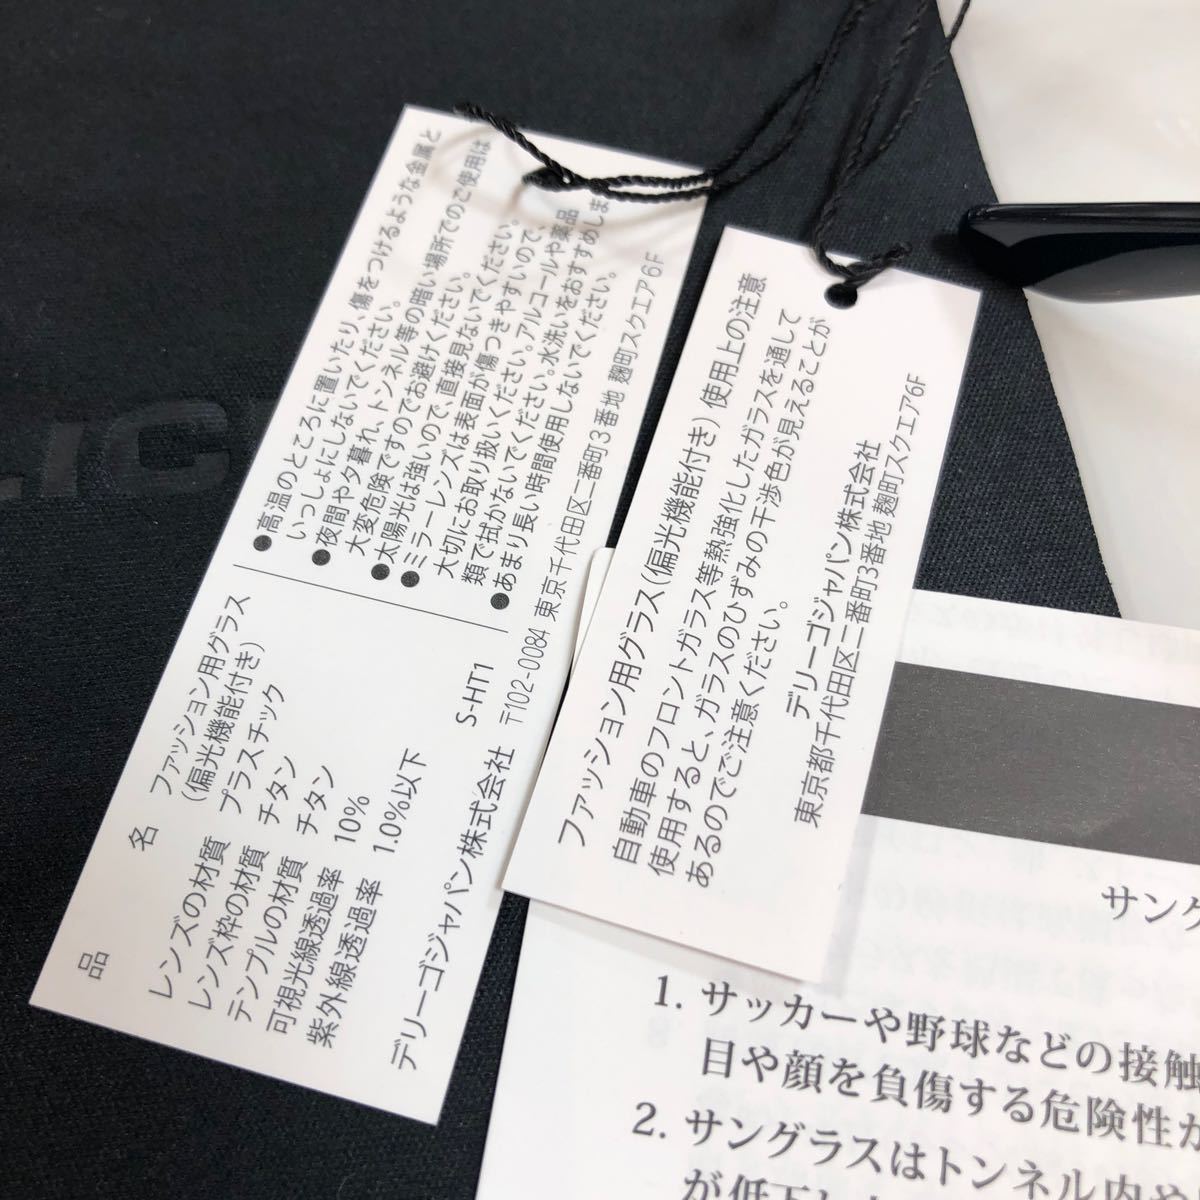 品　名　ファッション用グラス
（偏光機能付き）
レンズの材質　プラスチック
レンズ枠の材質　チタン
テンプルの材質　チタン
可視光線透過率　10%
紫外線透過率　1.0%以下
S-HT1
デリーゴジャパン株式会社　〒102-0084 東京千代田区二番町3番地 麹町スクエア6F
●高温のところに置いたり、傷をつけるような金属と
いっしょにしないでください。
●夜間や夕暮れ、トンネル等の暗い場所でのご使用は
大変危険ですのでお避けください。
●太陽光は強いので、直接見ないでください。
●ミラーレンズは表面が傷つきやすいので、
大切にお取り扱いください。アルコールや薬品
類で拭かないでください。水洗いをおすすめしま
●あまり長い時間使用しないでください。
ファッション用グラス（偏光機能付き）使用上の注意
自動車のフロントガラス等熱強化したガラスを通して
使用すると、ガラスのひずみの干渉色が見えることが
あるのでご注意ください。
デリーゴジャパン株式会社
東京都千代田区二番町3番地 麹町スクエア6F
サング
1. サッカーや野球などの接触
目や顔を負傷する危険性が
2. サングラスはトンネル内や
が低下し
LIC